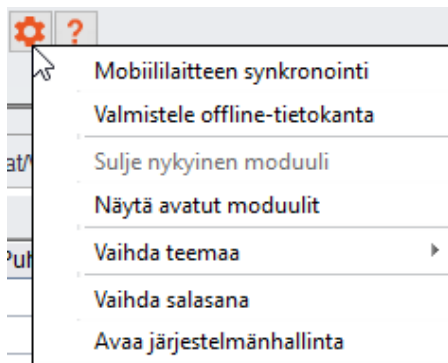 ?
Mobiililaitteen synkronointi
Valmistele offline-tietokanta
Sulje nykyinen moduuli
Näytä avatut moduulit
Vaihda teemaa
Vaihda salasana
Avaa järjestelmänhallinta